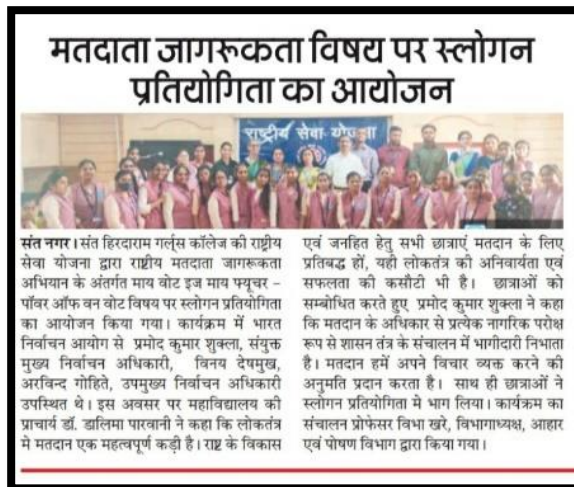 मतदाता जागरूकता विषय पर स्लोगन
प्रतियोगिता का आयोजन
राष्ट्रीय सेवा योजना
संत नगर। संत हिरदाराम गर्ल्स कॉलेज की राष्ट्रीय
सेवा योजना द्वारा राष्ट्रीय मतदाता जागरूकता
अभियान के अंतर्गत माय वोट इज माय फ्यूचर –
पॉवर ऑफ वन वोट विषय पर स्लोगन प्रतियोगिता
का आयोजन किया गया। कार्यक्रम में भारत
निर्वाचन आयोग से प्रमोद कुमार शुक्ला, संयुक्त
मुख्य निर्वाचन अधिकारी, विनय देषमुख,
अरविन्द गोहिते, उपमुख्य निर्वाचन अधिकारी
उपस्थित थे। इस अवसर पर महाविद्यालय की
प्राचार्य डॉ. डालिमा पारवानी ने कहा कि लोकतंत्र
मे मतदान एक महत्वपूर्ण कड़ी है। राष्ट्र के विकास
एवं जनहित हेतु सभी छात्राएं मतदान के लिए
प्रतिबद्ध हों, यही लोकतंत्र की अनिवार्यता एवं
सफलता की कसौटी भी है। छात्राओं को
सम्बोधित करते हुए प्रमोद कुमार शुक्ला ने कहा
कि मतदान के अधिकार से प्रत्येक नागरिक परोक्ष
रूप से शासन तंत्र के संचालन में भागीदारी निभाता
है। मतदान हमें अपने विचार व्यक्त करने की
अनुमति प्रदान करता है। साथ ही छात्राओं ने
स्लोगन प्रतियोगिता मे भाग लिया। कार्यक्रम का
संचालन प्रोफेसर विभा खरे, विभागाध्यक्ष, आहार
एवं पोषण विभाग द्वारा किया गया।